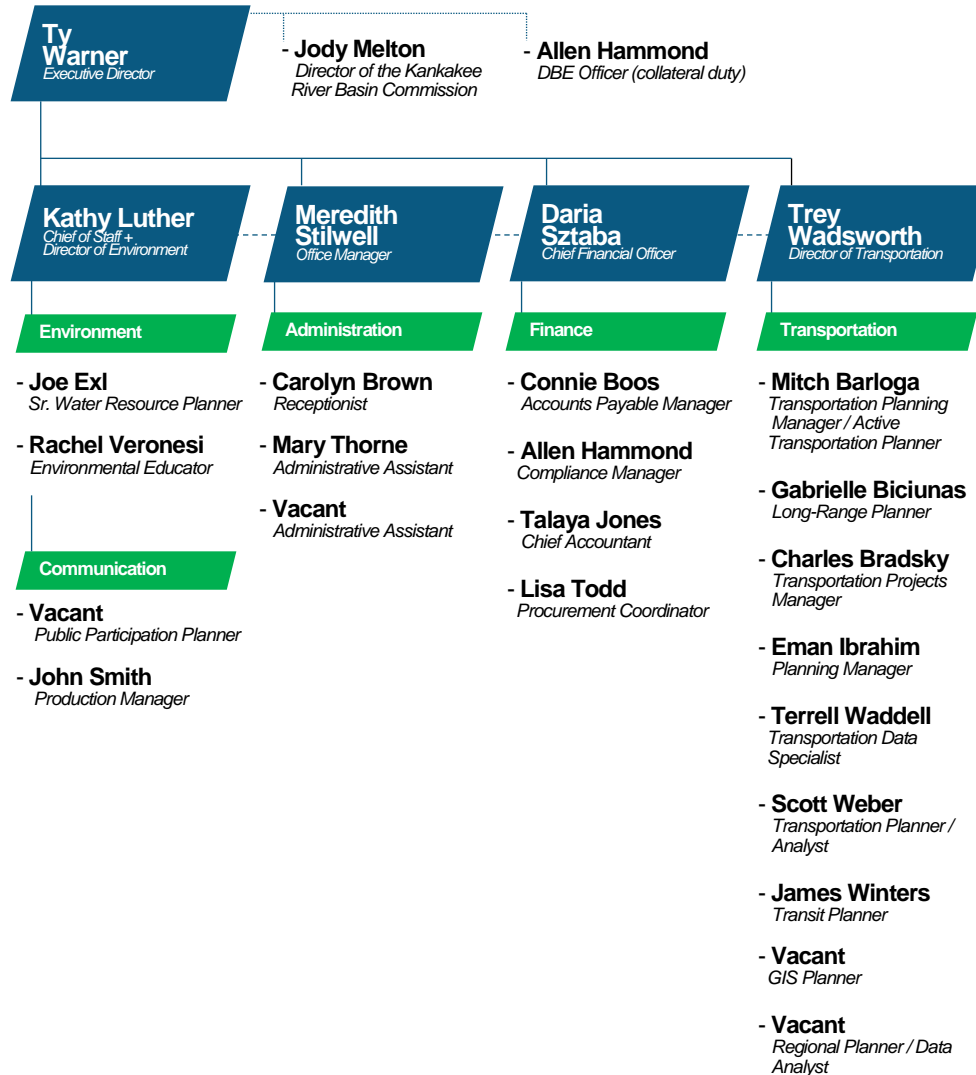 Ty
Warner
Executive Director
- Jody Melton
Director of the Kankakee
River Basin Commission
- Allen Hammond
DBE Officer (collateral duty)
Kathy Luther
Chief of Staff +
Director of Environment
Meredith
Stilwell
Office Manager
Daria
Sztaba
Chief Financial Officer
Trey
Wadsworth
Director of Transportation
Environment
- Joe Exl
Sr. Water Resource Planner
- Rachel Veronesi
Environmental Educator
Communication
- Vacant
Public Participation Planner
- John Smith
Production Manager
Administration
- Carolyn Brown
Receptionist
- Mary Thorne
Administrative Assistant
- Vacant
Administrative Assistant
Finance
- Connie Boos
Accounts Payable Manager
- Allen Hammond
Compliance Manager
- Talaya Jones
Chief Accountant
- Lisa Todd
Procurement Coordinator
Transportation
- Mitch Barloga
Transportation Planning
Manager / Active
Transportation Planner
- Gabrielle Biciunas
Long-Range Planner
- Charles Bradsky
Transportation Projects
Manager
- Eman Ibrahim
Planning Manager
- Terrell Waddell
Transportation Data
Specialist
- Scott Weber
Transportation Planner /
Analyst
- James Winters
Transit Planner
- Vacant
GIS Planner
- Vacant
Regional Planner / Data
Analyst